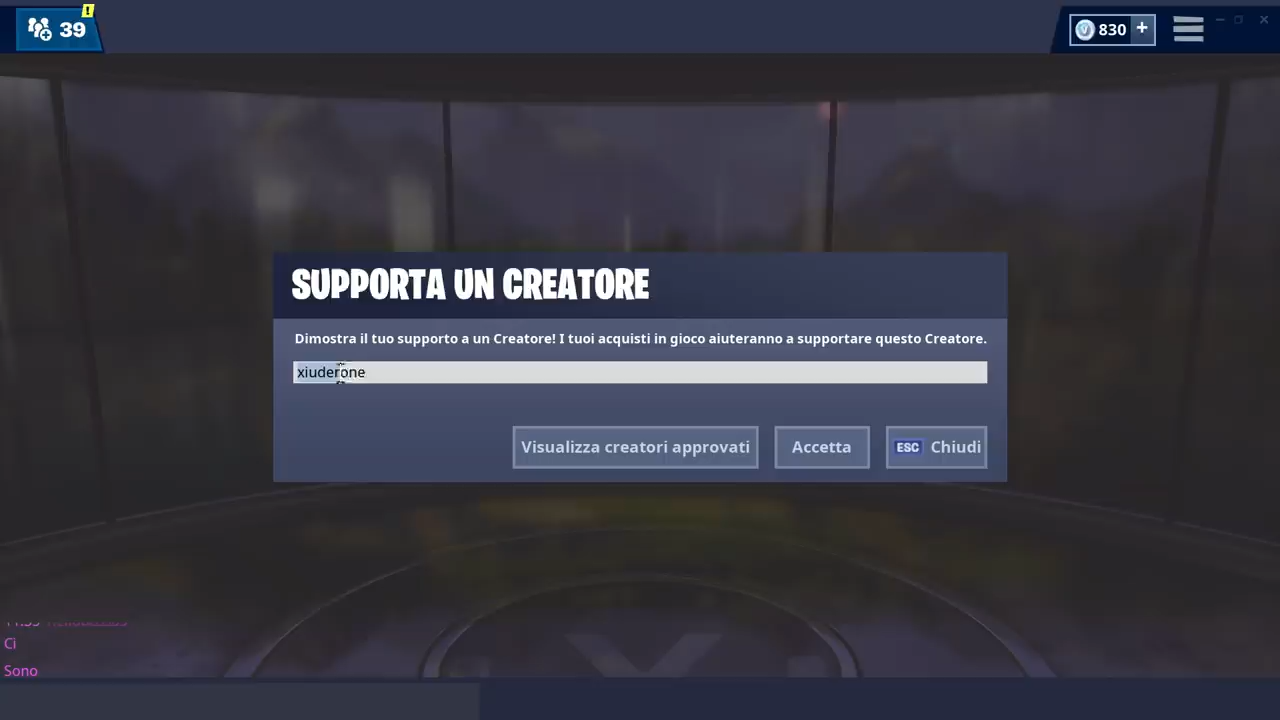 !
39
830 +
SUPPORTA UN CREATORE
Dimostra il tuo supporto a un Creatore! I tuoi acquisti in gioco aiuteranno a supportare questo Creatore.
xiuderone
Visualizza creatori approvati
Accetta
ESC Chiudi
Ci
Sono